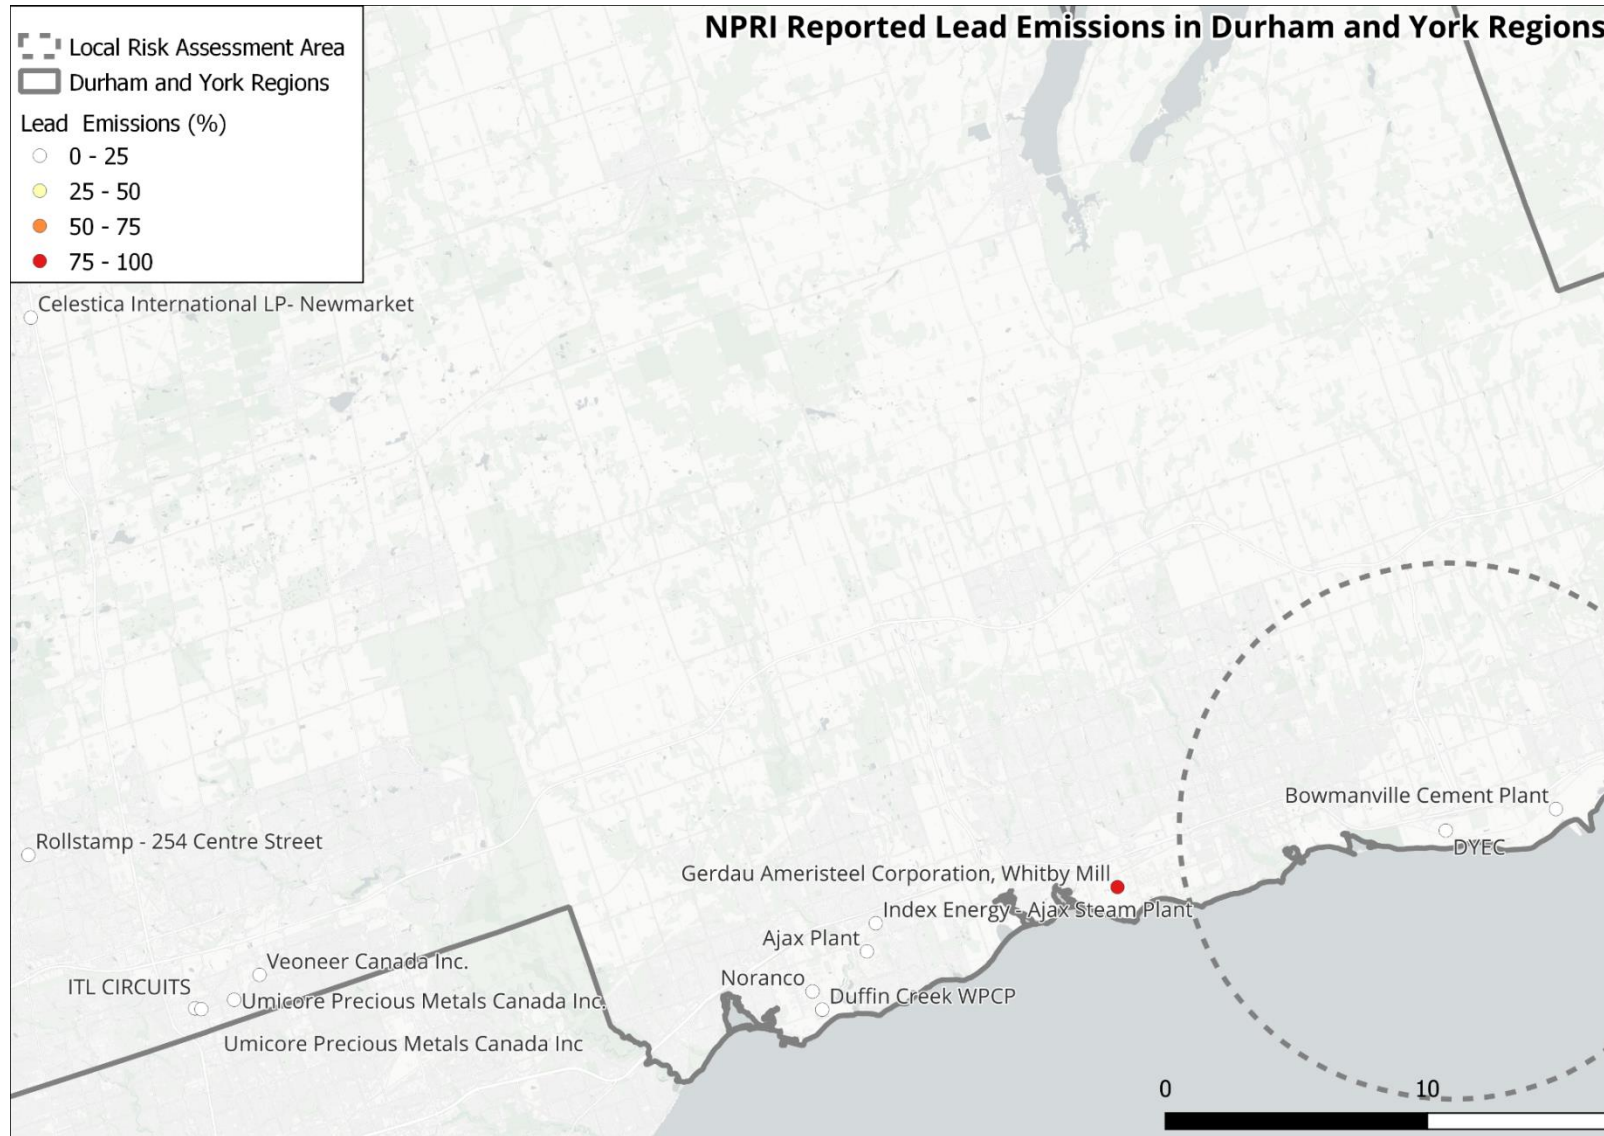 NPRI Reported Lead Emissions in Durham and York Regions
Local Risk Assessment Area
Durham and York Regions
Lead Emissions (%)
0 - 25
25 - 50
50 - 75
75 - 100
Celestica International LP- Newmarket
Bowmanville Cement Plant
Rollstamp - 254 Centre Street
DYEC
Gerdau Ameristeel Corporation, Whitby Mill
Index Energy - Ajax Steam Plant
Ajax Plant
Veoneer Canada Inc.
Noranco
ITL CIRCUITS
Duffin Creek WPCP
Umicore Precious Metals Canada Inc.
Umicore Precious Metals Canada Inc
0 10